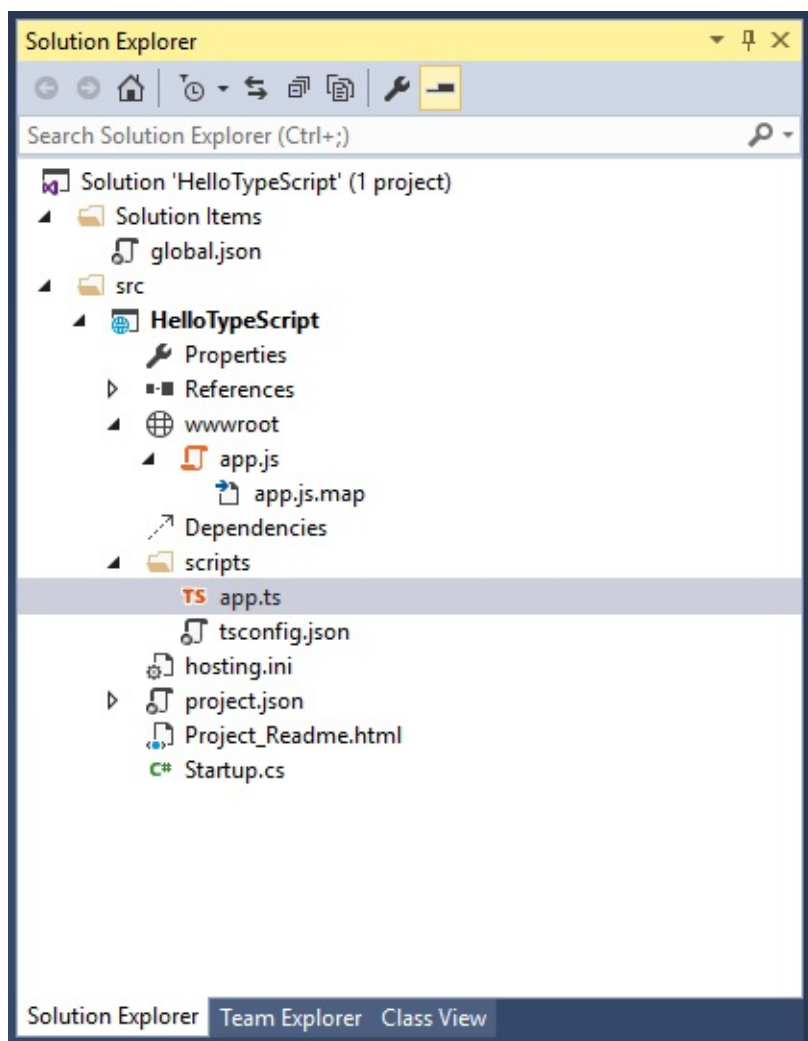 Solution Explorer
Search Solution Explorer (Ctrl+;)
Solution 'HelloTypeScript' (1 project)
Solution Items
global.json
src
HelloTypeScript
Properties
References
wwwroot
app.js
app.js.map
Dependencies
scripts
TS app.ts
tsconfig.json
hosting.ini
project.json
Project_Readme.html
C# Startup.cs
Solution Explorer Team Explorer Class View